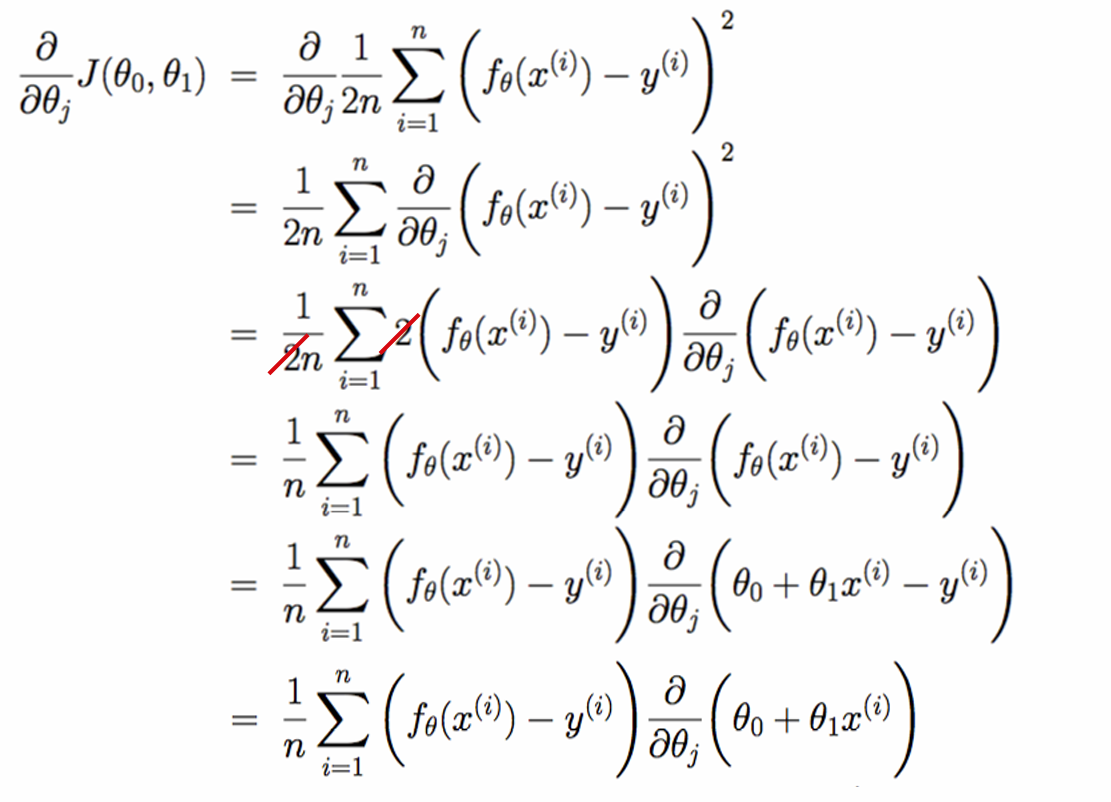 ∂/∂θ_j J(θ_0, θ_1) = ∂/∂θ_j 1/2n ∑_{i=1}^{n} (f_θ(x^{(i)}) − y^{(i)})^2
= 1/2n ∑_{i=1}^{n} ∂/∂θ_j (f_θ(x^{(i)}) − y^{(i)})^2
= 1/2n ∑_{i=1}^{n} 2(f_θ(x^{(i)}) − y^{(i)}) ∂/∂θ_j (f_θ(x^{(i)}) − y^{(i)})
= 1/n ∑_{i=1}^{n} (f_θ(x^{(i)}) − y^{(i)}) ∂/∂θ_j (f_θ(x^{(i)}) − y^{(i)})
= 1/n ∑_{i=1}^{n} (f_θ(x^{(i)}) − y^{(i)}) ∂/∂θ_j (θ_0 + θ_1x^{(i)} − y^{(i)})
= 1/n ∑_{i=1}^{n} (f_θ(x^{(i)}) − y^{(i)}) ∂/∂θ_j (θ_0 + θ_1x^{(i)})